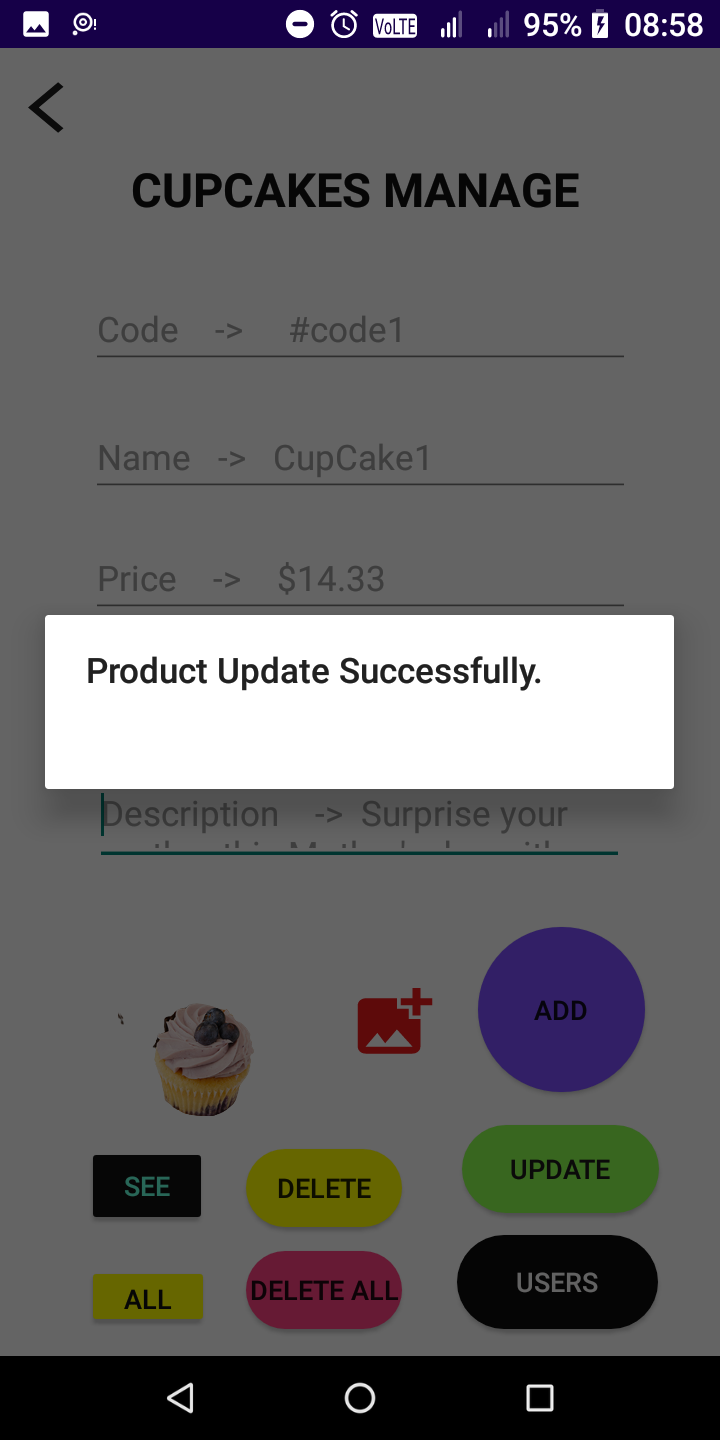 VoLTE 95% 08:58
CUPCAKES MANAGE
Code -> #code1
Name -> CupCake1
Price -> $14.33
Product Update Successfully.
Description -> Surprise your
ADD
SEE DELETE UPDATE
ALL DELETE ALL USERS